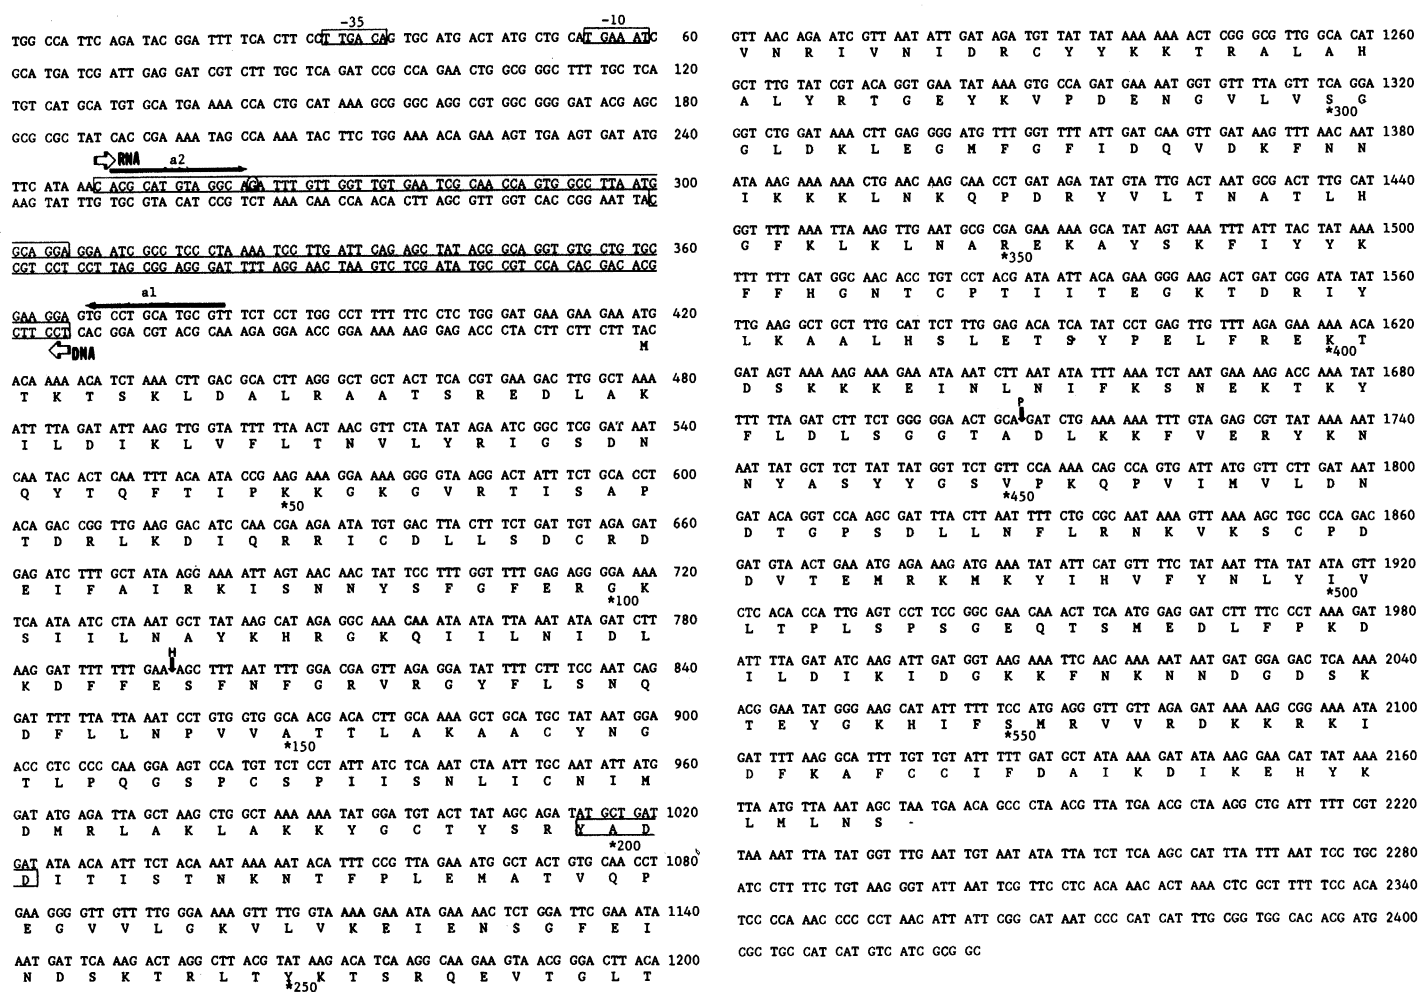 -35 -10
TGG CCA TTC AGA TAC GGA TTT TCA CTT CCT TGA CAG TGC ATG ACT ATG CTG CAT GAA ATC 60
GCA TGA TCG ATT GAG GAT CGT CTT TGC TCA GAT CCG CCA GAA CTG GCG GGC TTT TGC TCA 120
TGT CAT GCA TGT GCA TGA AAA CCA CTG CAT AAA GCG GGC AGG CGT GGC GGG GAT ACG AGC 180
GCG CGC TAT CAC CGA AAA TAG CCA AAA TAC TTC TGG AAA ACA GAA AGT TGA AGT GAT ATG 240
RNA a2
TTC ATA AAC ACG CAT GTA GGC AGA TTT GTT GGT TGT GAA TCG CAA CCA GTG GCC TTA ATG 300
AAG TAT TTG TGC GTA CAT CCG TCT AAA CAA CCA ACA CTT AGC GTT GGT CAC CGG AAT TAC
GCA GGA GGA ATC GCC TCC CTA AAA TCC TTG ATT CAG AGC TAT ACG GCA GGT GTG CTG TGC 360
CGT CCT CCT TAG CGG AGG GAT TTT AGG AAC TAA GTC TCG ATA TGC CGT CCA CAC GAC ACG
a1
GAA GGA GTG CCT GCA TGC GTT TCT CCT TGG CCT TTT TTC CTC TGG GAT GAA GAA GAA ATG 420
CTT CCT CAC GGA CGT ACG CAA AGA GGA ACC GGA AAA AAG GAG ACC CTA CTT CTT CTT TAC
DNA M
ACA AAA ACA TCT AAA CTT GAC GCA CTT AGG GCT GCT ACT TCA CGT GAA GAC TTG GCT AAA 480
T K T S K L D A L R A A T S R E D L A K
ATT TTA GAT ATT AAG TTG GTA TTT TTA ACT AAC GTT CTA TAT AGA ATC GGC TCG GAT AAT 540
I L D I K L V F L T N V L Y R I G S D N
CAA TAC ACT CAA TTT ACA ATA CCG AAG AAA GGA AAA GGG GTA AGG ACT ATT TCT GCA CCT 600
Q Y T Q F T I P K K G K G V R T I S A P
*50
ACA GAC CGG TTG AAG GAC ATC CAA CGA AGA ATA TGT GAC TTA CTT TCT GAT TGT AGA GAT 660
T D R L K D I Q R R I C D L L S D C R D
GAG ATC TTT GCT ATA AGG AAA ATT AGT AAC AAC TAT TCC TTT GGT TTT GAG AGG GGA AAA 720
E I F A I R K I S N N Y S F G F E R G K
*100
TCA ATA ATC CTA AAT GCT TAT AAG CAT AGA GGC AAA CAA ATA ATA TTA AAT ATA GAT CTT 780
S I I L N A Y K H R G K Q I I L N I D L
H
AAG GAT TTT TTT GAA AGC TTT AAT TTT GGA CGA GTT AGA GGA TAT TTT CTT TCC AAT CAG 840
K D F F E S F N F G R V R G Y F L S N Q
GAT TTT TTA TTA AAT CCT GTG GTG GCA ACG ACA CTT GCA AAA GCT GCA TGC TAT AAT GGA 900
D F L L N P V V A T T L A K A A C Y N G
*150
ACC CTC CCC CAA GGA AGT CCA TGT TCT CCT ATT ATC TCA AAT CTA ATT TGC AAT ATT ATG 960
T L P Q G S P C S P I I S N L I C N I M
GAT ATG AGA TTA GCT AAG CTG GCT AAA AAA TAT GGA TGT ACT TAT AGC AGA TAT GCT GAT 1020
D M R L A K L A K K Y G C T Y S R Y A D
*200
GAT ATA ACA ATT TCT ACA AAT AAA AAT ACA TTT CCG TTA GAA ATG GCT ACT GTG CAA CCT 1080
D I T I S T N K N T F P L E M A T V Q P
GAA GGG GTT GTT TTG GGA AAA GTT TTG GTA AAA GAA ATA GAA AAC TCT GGA TTC GAA ATA 1140
E G V V L G K V L V K E I E N S G F E I
AAT GAT TCA AAG ACT AGG CTT ACG TAT AAG ACA TCA AGG CAA GAA GTA ACG GGA CTT ACA 1200
N D S K T R L T Y K T S R Q E V T G L T
*250
GTT AAC AGA ATC GTT AAT ATT GAT AGA TGT TAT TAT AAA AAA ACT CGG GCG TTG GCA CAT 1260
V N R I V N I D R C Y Y K K T R A L A H
GCT TTG TAT CGT ACA GGT GAA TAT AAA GTG CCA GAT GAA AAT GGT GTT TTA GTT TCA GGA 1320
A L Y R T G E Y K V P D E N G V L V S G
*300
GGT CTG GAT AAA CTT GAG GGG ATG TTT GGT TTT ATT GAT CAA GTT GAT AAG TTT AAC AAT 1380
G L D K L E G M F G F I D Q V D K F N N
ATA AAG AAA AAA CTG AAC AAG CAA CCT GAT AGA TAT GTA TTG ACT AAT GCG ACT TTG CAT 1440
I K K K L N K Q P D R Y V L T N A T L H
GGT TTT AAA TTA AAG TTG AAT GCG CGA GAA AAA GCA TAT AGT AAA TTT ATT TAC TAT AAA 1500
G F K L K L N A R E K A Y S K F I Y Y K
*350
TTT TTT CAT GGC AAC ACC TGT CCT ACG ATA ATT ACA GAA GGG AAG ACT GAT CGG ATA TAT 1560
F F H G N T C P T I I T E G K T D R I Y
TTG AAG GCT GCT TTG CAT TCT TTG GAG ACA TCA TAT CCT GAG TTG TTT AGA GAA AAA ACA 1620
L K A A L H S L E T S Y P E L F R E K T
*400
GAT AGT AAA AAG AAA GAA ATA AAT CTT AAT ATA TTT AAA TCT AAT GAA AAG ACC AAA TAT 1680
D S K K K E I N L N I F K S N E K T K Y
P
TTT TTA GAT CTT TCT GGG GGA ACT GCA GAT CTG AAA AAA TTT GTA GAG CGT TAT AAA AAT 1740
F L D L S G G T A D L K K F V E R Y K N
AAT TAT GCT TCT TAT TAT GGT TCT GTT CCA AAA CAG CCA GTG ATT ATG GTT CTT GAT AAT 1800
N Y A S Y Y G S V P K Q P V I M V L D N
*450
GAT ACA GGT CCA AGC GAT TTA CTT AAT TTT CTG CGC AAT AAA GTT AAA AGC TGC CCA GAC 1860
D T G P S D L L N F L R N K V K S C P D
GAT GTA ACT GAA ATG AGA AAG ATG AAA TAT ATT CAT GTT TTC TAT AAT TTA TAT ATA GTT 1920
D V T E M R K M K Y I H V F Y N L Y I V
*500
CTC ACA CCA TTG AGT CCT TCC GGC GAA CAA ACT TCA ATG GAG GAT CTT TTC CCT AAA GAT 1980
L T P L S P S G E Q T S M E D L F P K D
ATT TTA GAT ATC AAG ATT GAT GGT AAG AAA TTC AAC AAA AAT AAT GAT GGA GAC TCA AAA 2040
I L D I K I D G K K F N K N N D G D S K
ACG GAA TAT GGG AAG CAT ATA TTT TCC ATG AGG GTT GTT AGA GAT AAA AAG CGG AAA ATA 2100
T E Y G K H I F S M R V V R D K K R K I
*550
GAT TTT AAG GCA TTT TGT TGT ATT TTT GAT GCT ATA AAA GAT ATA AAG GAA CAT TAT AAA 2160
D F K A F C C I F D A I K D I K E H Y K
TTA ATG TTA AAT AGC TAA TGA ACA GCC CTA ACG TTA TGA ACG CTA AGG CTG ATT TTT CGT 2220
L M L N S -
TAA AAT TTA TAT GGT TTG AAT TGT AAT ATA TTA TCT TCA AGC CAT TTA TTT AAT TCC TGC 2280
ATC CTT TTC TGT AAG GGT ATT AAT TCG TTC CTC ACA AAC ACT AAA CTC GCT TTT TCC ACA 2340
TCC CCA AAC CCC CCT AAC ATT ATT CGG CAT AAT CCC CAT CAT TTG CGG TGG CAC ACG ATG 2400
CGC TGC CAT CAT GTC ATC GCG GC